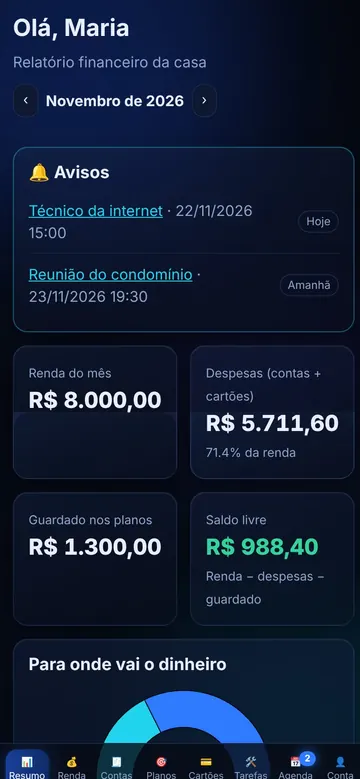 Olá, Maria
Relatório financeiro da casa
‹ Novembro de 2026 ›
🔔 Avisos
Técnico da internet · 22/11/2026
15:00
Hoje
Reunião do condomínio ·
23/11/2026 19:30
Amanhã
Renda do mês
R$ 8.000,00
Despesas (contas +
cartões)
R$ 5.711,60
71.4% da renda
Guardado nos planos
R$ 1.300,00
Saldo livre
R$ 988,40
Renda − despesas −
guardado
Para onde vai o dinheiro
2
Resumo Renda Contas Planos Cartões Tarefas Agenda Conta